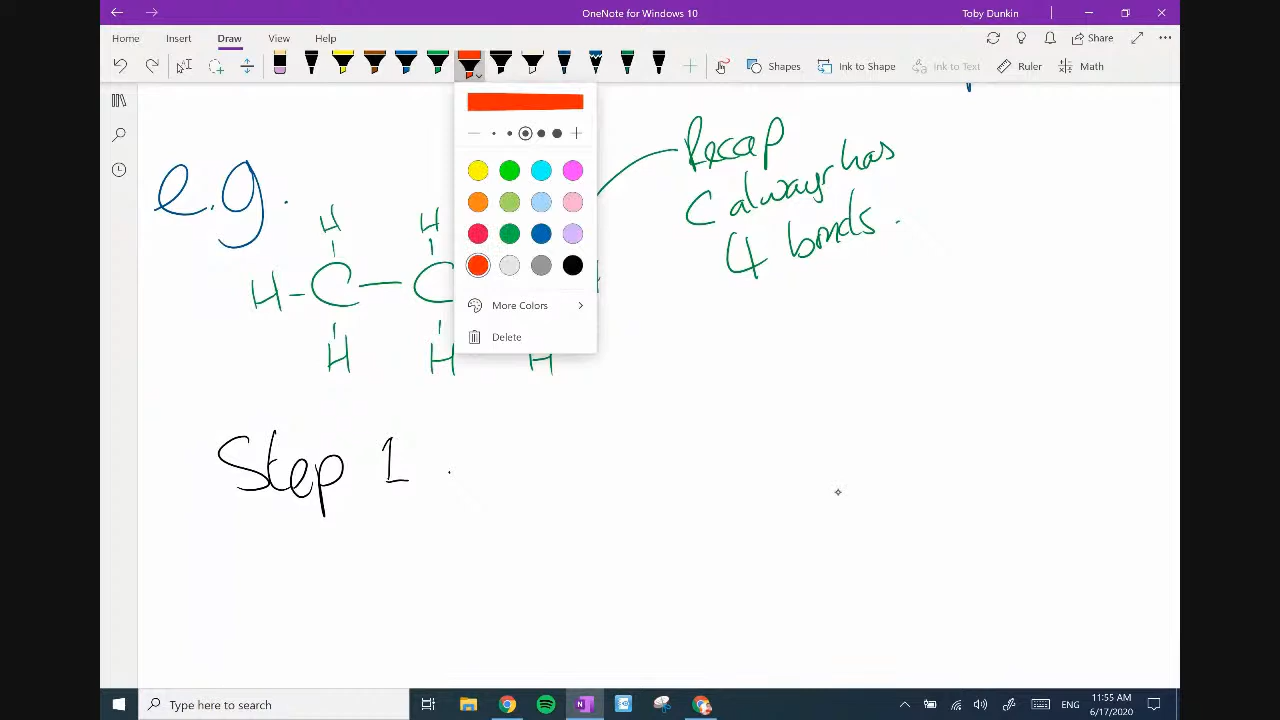 OneNote for Windows 10
Toby Dunkin
Home Insert Draw View Help
Share
Shapes Ink to Shape Ink to Text Ruler Math
e.g.
Recap
C always has
4 bonds.
H H
H-C-C
H H H
More Colors
Delete
Step 1.
Type here to search
ENG
11:55 AM
6/17/2020